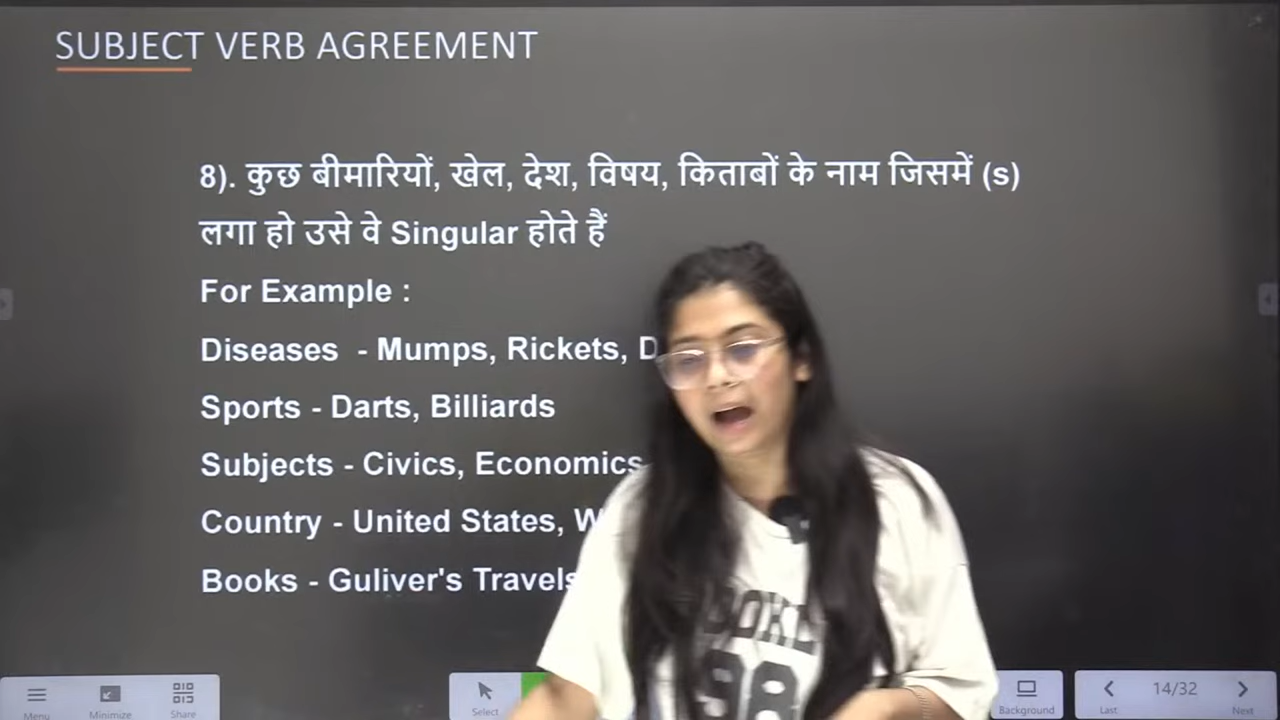 SUBJECT VERB AGREEMENT
8). कुछ बीमारियों, खेल, देश, विषय, किताबों के नाम जिसमें (s)
लगा हो उसे वे Singular होते हैं
For Example :
Diseases - Mumps, Rickets,
Sports - Darts, Billiards
Subjects - Civics, Economics
Country - United States,
Books - Guliver's Travels
98
Menu
Minimize
Share
Select
Background
Last
14/32
Next